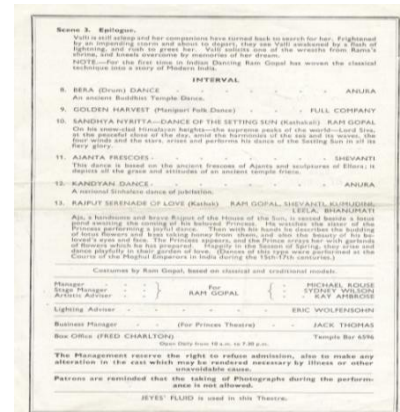 Scene 3. Epilogue.
Valli is still asleep and her companions have turned back to search for her. Frightened
by an impending storm and about to depart, they see Valli awakened by a flash of
lightning, and rush to greet her. Valli collects one of the wreaths from Rama's
shrine, and kneels overcome by memories of her dream.
NOTE—For the first time in Indian Dancing Ram Gopal has woven the classical
technique into a story of Modern India.
INTERVAL
8. BERA (Drum) DANCE - - - - ANURA
An ancient Buddhist Temple Dance.
9. GOLDEN HARVEST (Manipuri Folk Dance) - - FULL COMPANY
10. SANDHYA NYRITTA—DANCE OF THE SETTING SUN (Kathakali) RAM GOPAL
On his snow-clad Himalayan heights—the supreme peaks of the world—Lord Siva,
at the peaceful close of the day, amid the harmonies of the sea and its waves, the
four winds and the stars, arises and performs his dance of the Setting Sun in all its
fiery glory.
11. AJANTA FRESCOES - - - - SHEVANTI
This dance is based on the ancient frescoes of Ajanta and sculptures of Ellora; it
depicts all the grace and attitudes of an ancient temple frieze.
12. KANDYAN DANCE - - - - ANURA
A national Sinhalese dance of jubilation.
13. RAJPUT SERENADE OF LOVE (Kathak) RAM GOPAL, SHEVANTI, KUMUDINI,
LEELA, BHANUMATI
Aja, a handsome and brave Rajput of the House of the Sun, is seated beside a lotus
pond awaiting the coming of his beloved Princess. He watches the sister of the
Princess performing a joyful dance. Then with his hands he describes the budding
of lotus flowers and bees taking honey from them, and also the beauty of his be-
loved's eyes and face. The Princess appears, and the Prince arrays her with garlands
of flowers which he has prepared. Happily in the Season of Spring, they arise and
dance playfully in their garden of love. (Dances of this type were performed at the
Courts of the Moghul Emperors in India during the 15th-17th centuries.)
Costumes by Ram Gopal, based on classical and traditional models.
Manager - - - } For { - - MICHAEL ROUSE
Stage Manager - - } RAM GOPAL { - - SYDNEY WILSON
Artistic Adviser - - } { - - RAY AMBROSE
Lighting Adviser - - - - ERIC WOLFENSOHN
Business Manager - (For Princes Theatre) - JACK THOMAS
Box Office (FRED CHARLTON) Temple Bar 6596
Open Daily from 10 a.m. to 7.30 p.m.
The Management reserve the right to refuse admission, also to make any
alteration in the cast which may be rendered necessary by illness or other
unavoidable cause.
Patrons are reminded that the taking of Photographs during the perform-
ance is not allowed.
JEYES' FLUID is used in this Theatre.